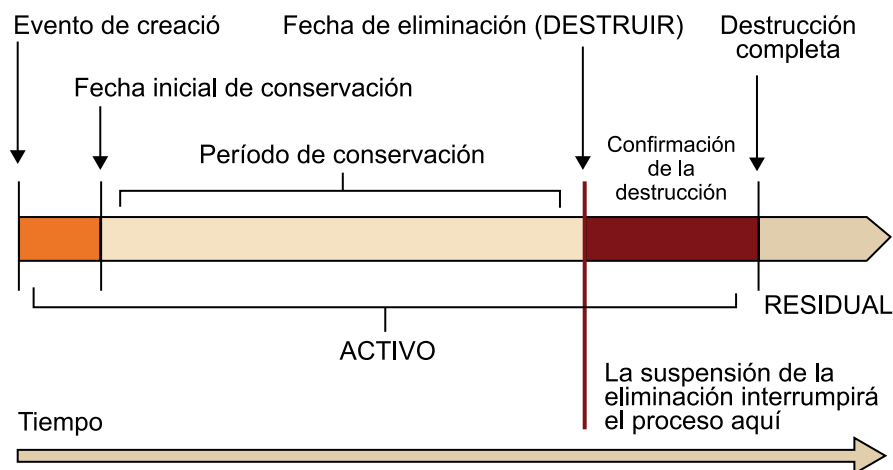 Evento de creació
Fecha de eliminación (DESTRUIR)
Destrucción
completa
Fecha inicial de conservación
Período de conservación
Confirmación
de la
destrucción
RESIDUAL
ACTIVO
La suspensión de la
eliminación interrumpirá
el proceso aquí
Tiempo